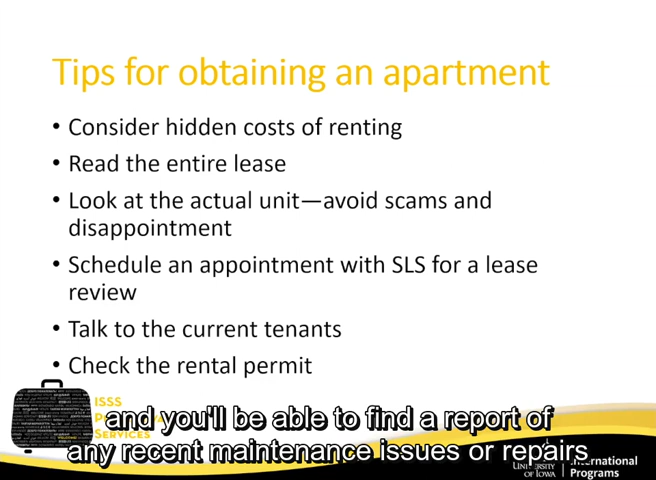 Tips for obtaining an apartment
• Consider hidden costs of renting
• Read the entire lease
• Look at the actual unit—avoid scams and
disappointment
• Schedule an appointment with SLS for a lease
review
• Talk to the current tenants
• Check the rental permit
ISSS
and you'll be able to find a report of
SERVICES
any recent maintenance issues or repairs
UNIVERSITY
OF IOWA
International
Programs